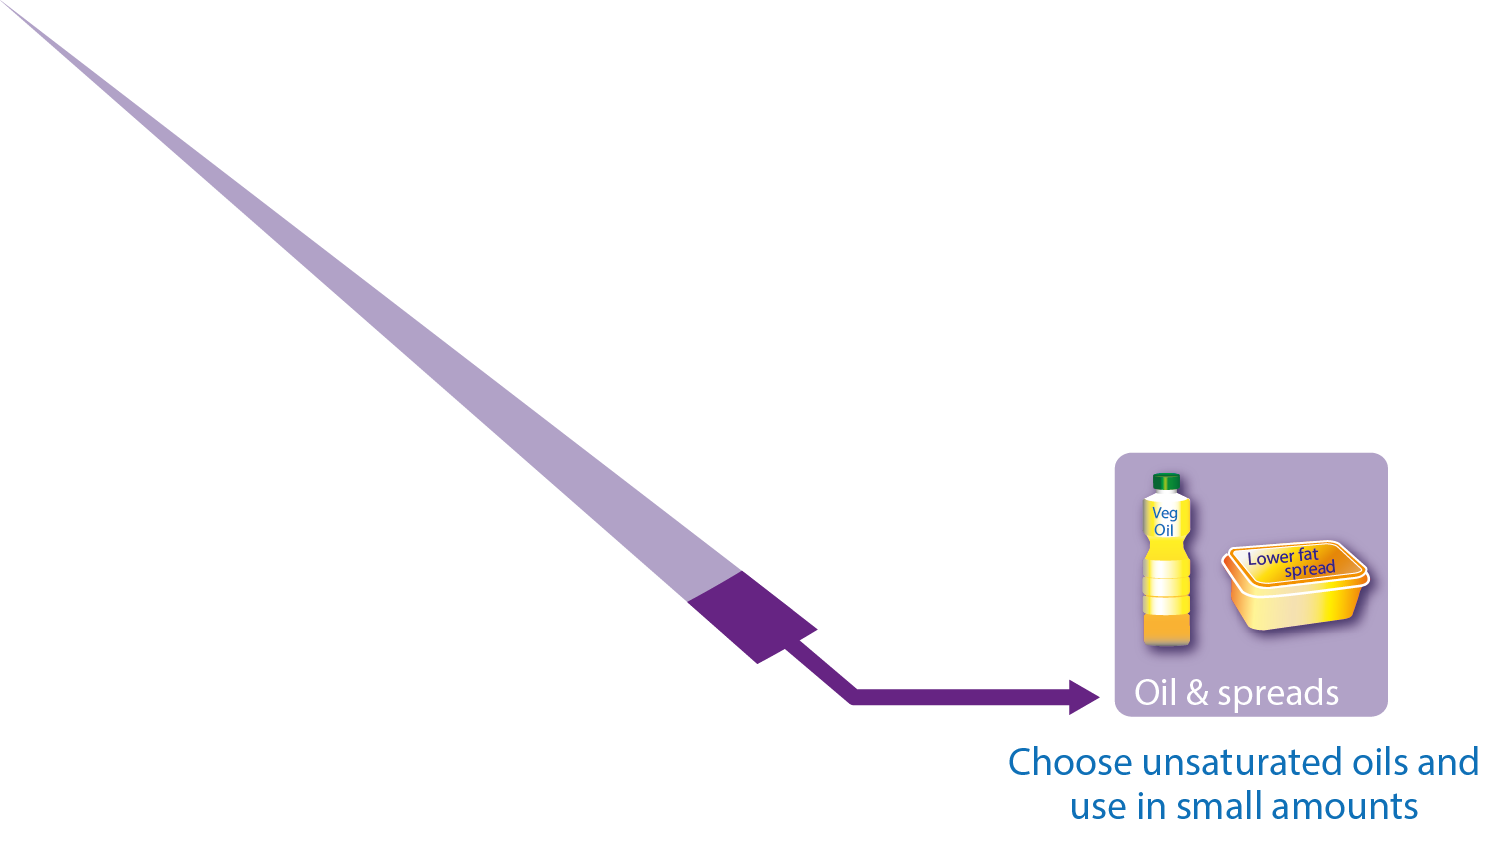 Veg
Oil
Lower fat
spread
Oil & spreads
Choose unsaturated oils and
use in small amounts